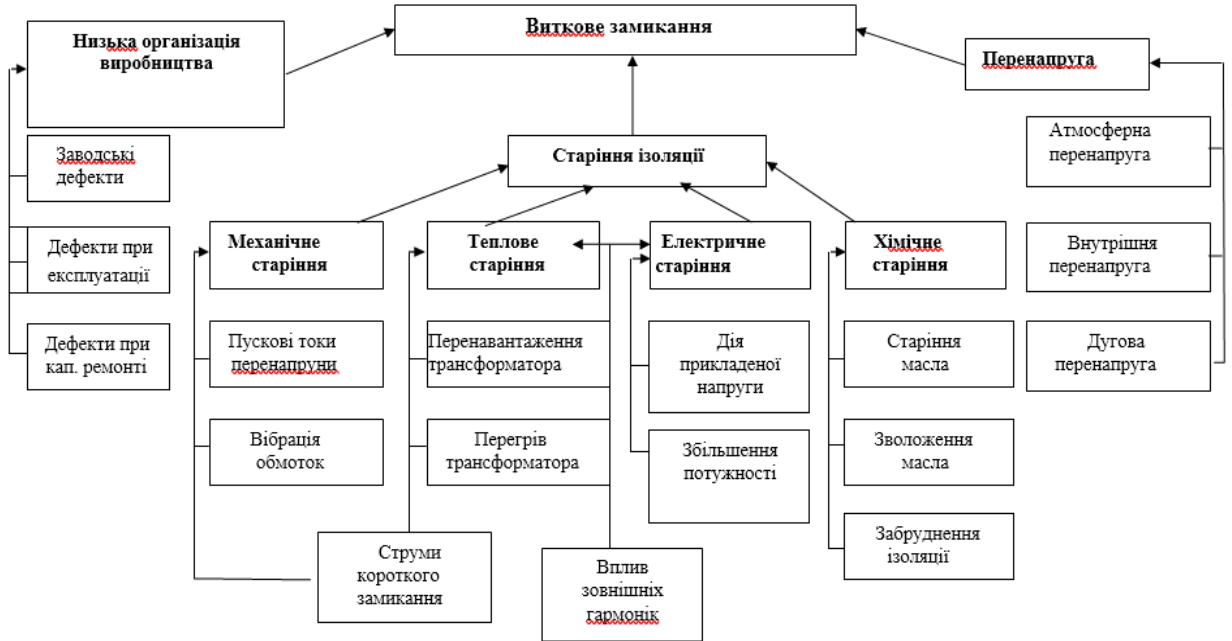 Виткове замикання
Низька організація
виробництва
Перенапруга
Заводські
дефекти
Старіння ізоляції
Атмосферна
перенапруга
Дефекти при
експлуатації
Механічне
старіння
Теплове
старіння
Електричне
старіння
Хімічне
старіння
Внутрішня
перенапруга
Дефекти при
кап. ремонті
Пускові токи
перенапруни
Перенавантаження
трансформатора
Дія
прикладеної
напруги
Старіння
масла
Дугова
перенапруга
Вібрація
обмоток
Перегрів
трансформатора
Збільшення
потужності
Зволоження
масла
Струми
короткого
замикання
Вплив
зовнішніх
гармонік
Забруднення
ізоляції